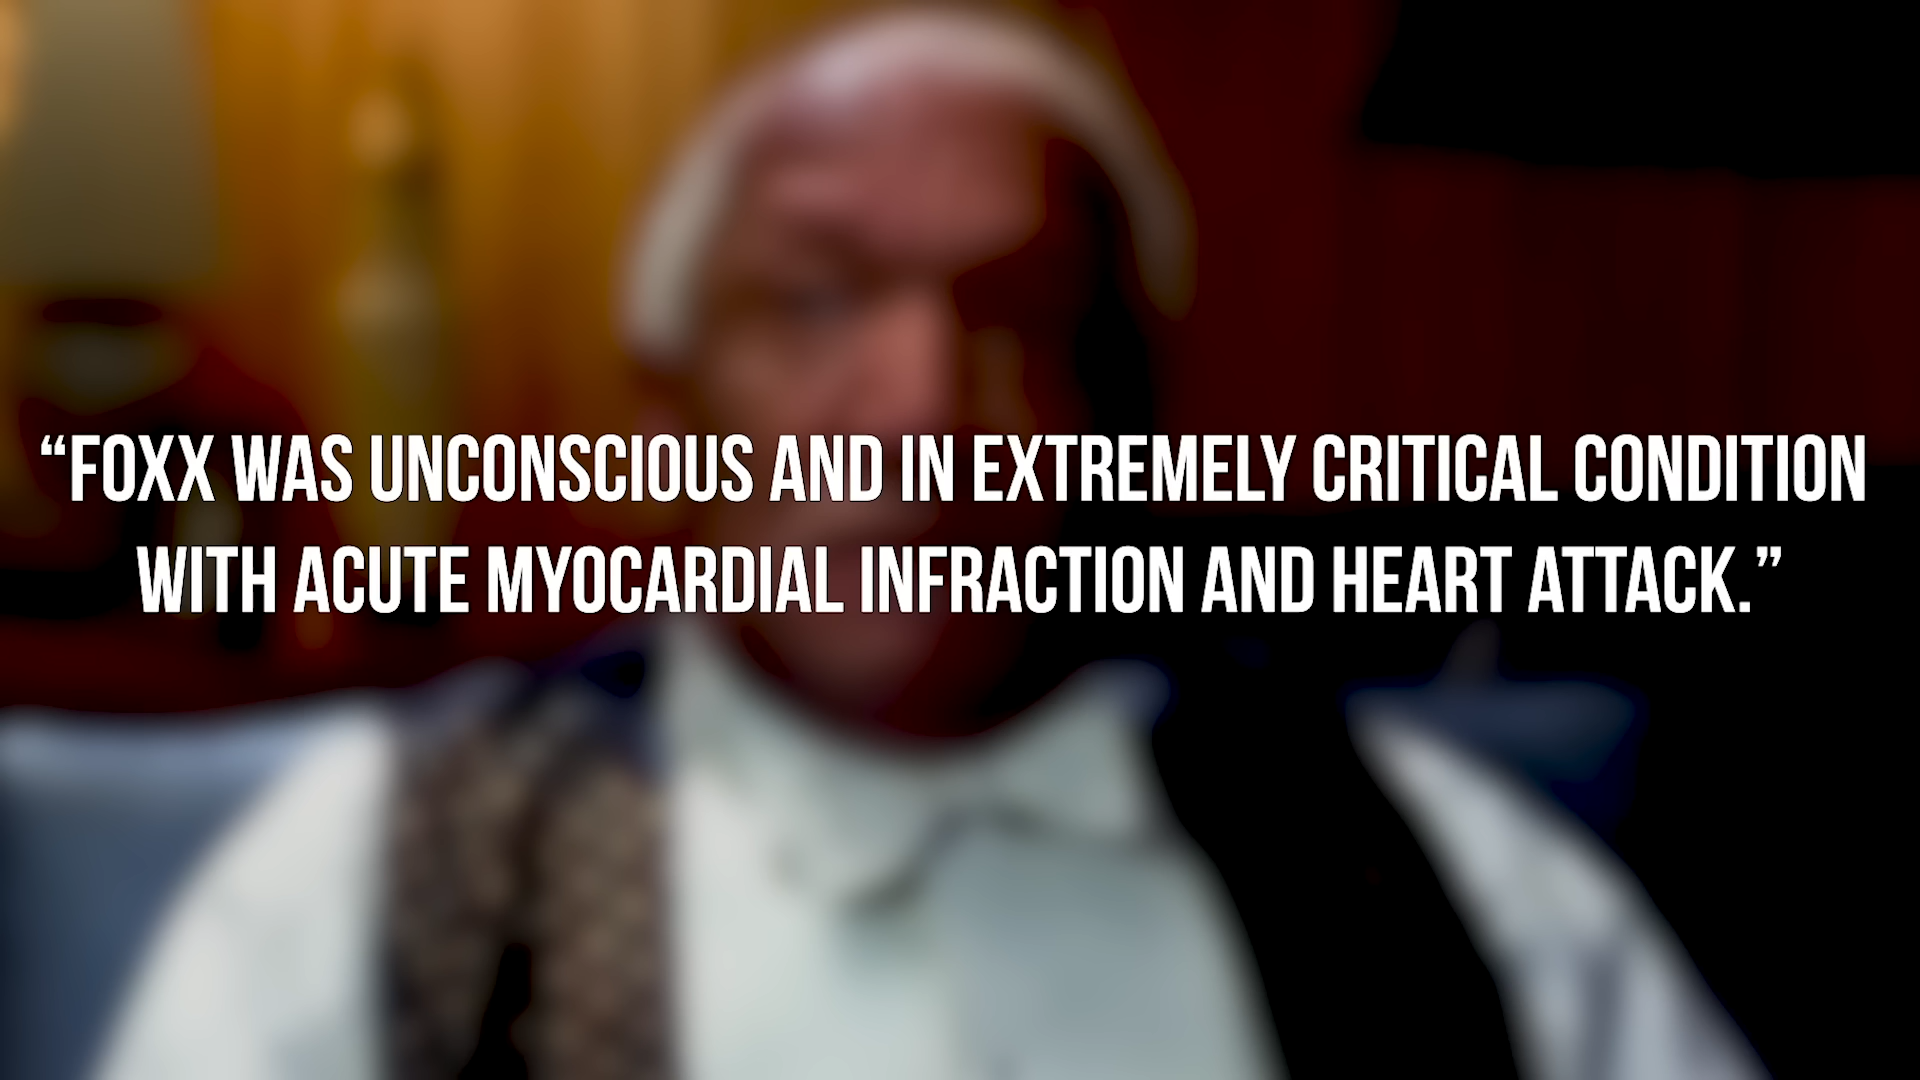 “FOXX WAS UNCONSCIOUS AND IN EXTREMELY CRITICAL CONDITION
WITH ACUTE MYOCARDIAL INFRACTION AND HEART ATTACK.”